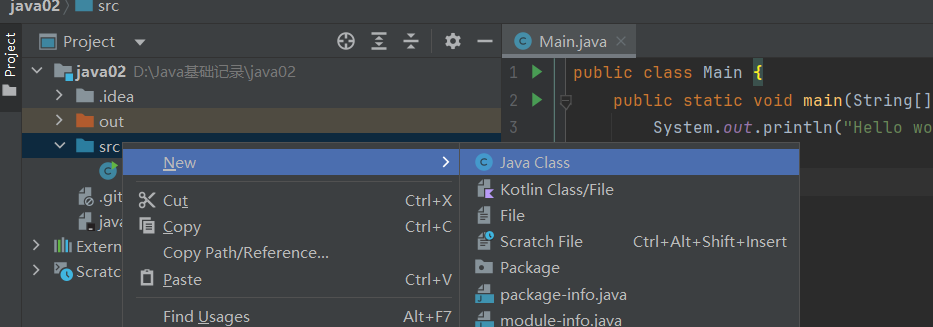 java02 〉 src
Project
Project
Main.java
java02 D:\Java基础记录\java02
.idea
out
src
.git
java
Extern
Scratc
New
Cut Ctrl+X
Copy Ctrl+C
Copy Path/Reference...
Paste Ctrl+V
Find Usages Alt+F7
Java Class
Kotlin Class/File
File
Scratch File Ctrl+Alt+Shift+Insert
Package
package-info.java
module-info.java
1 public class Main {
2 public static void main(String[]
3 System.out.println("Hello wo